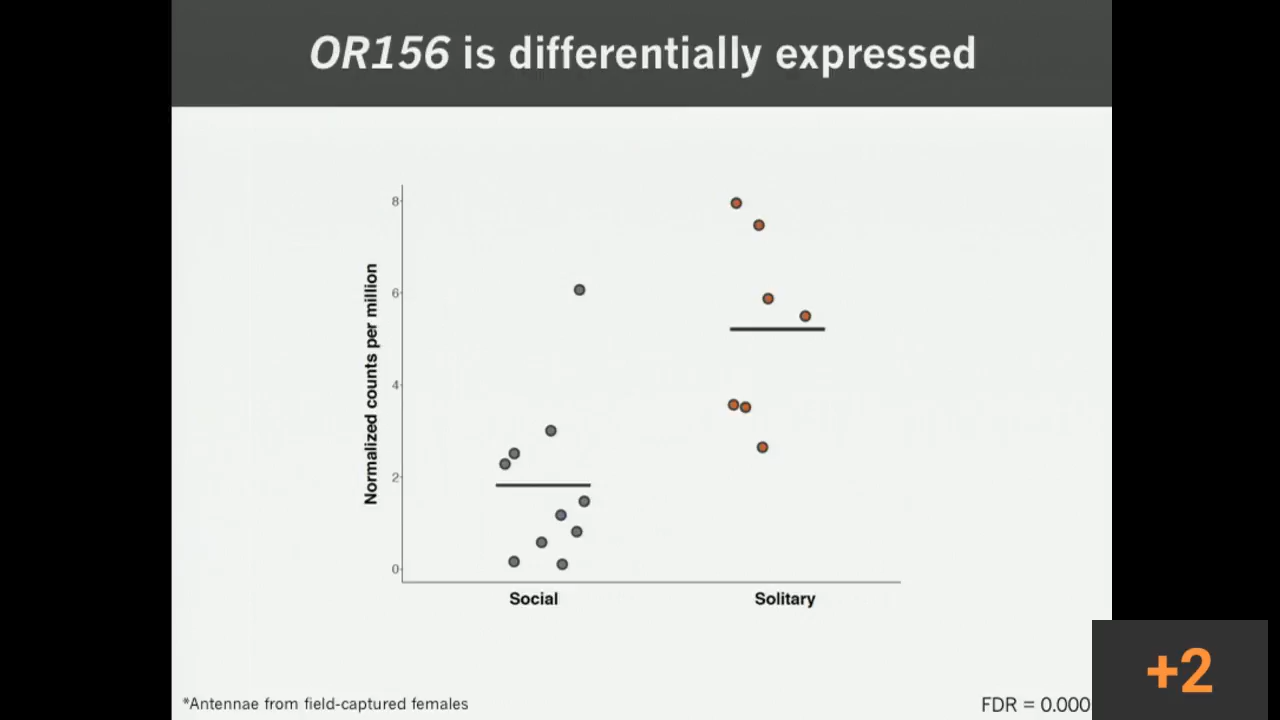 OR156 is differentially expressed
Normalized counts per million
8
6
4
2
0
Social
Solitary
*Antennae from field-captured females
FDR = 0.000
+2